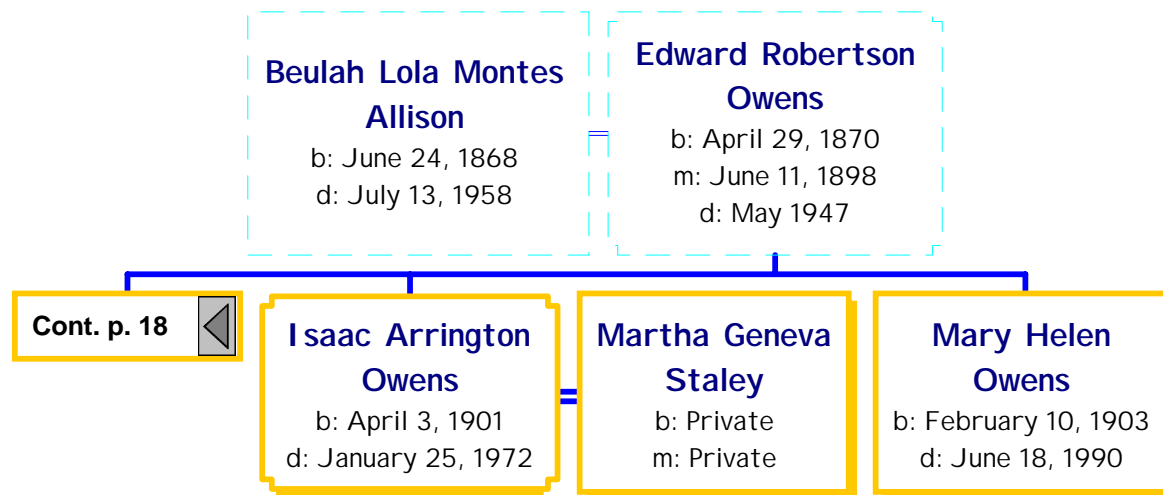 Beulah Lola Montes
Allison
b: June 24, 1868
d: July 13, 1958
Edward Robertson
Owens
b: April 29, 1870
m: June 11, 1898
d: May 1947
Cont. p. 18
Isaac Arrington
Owens
b: April 3, 1901
d: January 25, 1972
Martha Geneva
Staley
b: Private
m: Private
Mary Helen
Owens
b: February 10, 1903
d: June 18, 1990